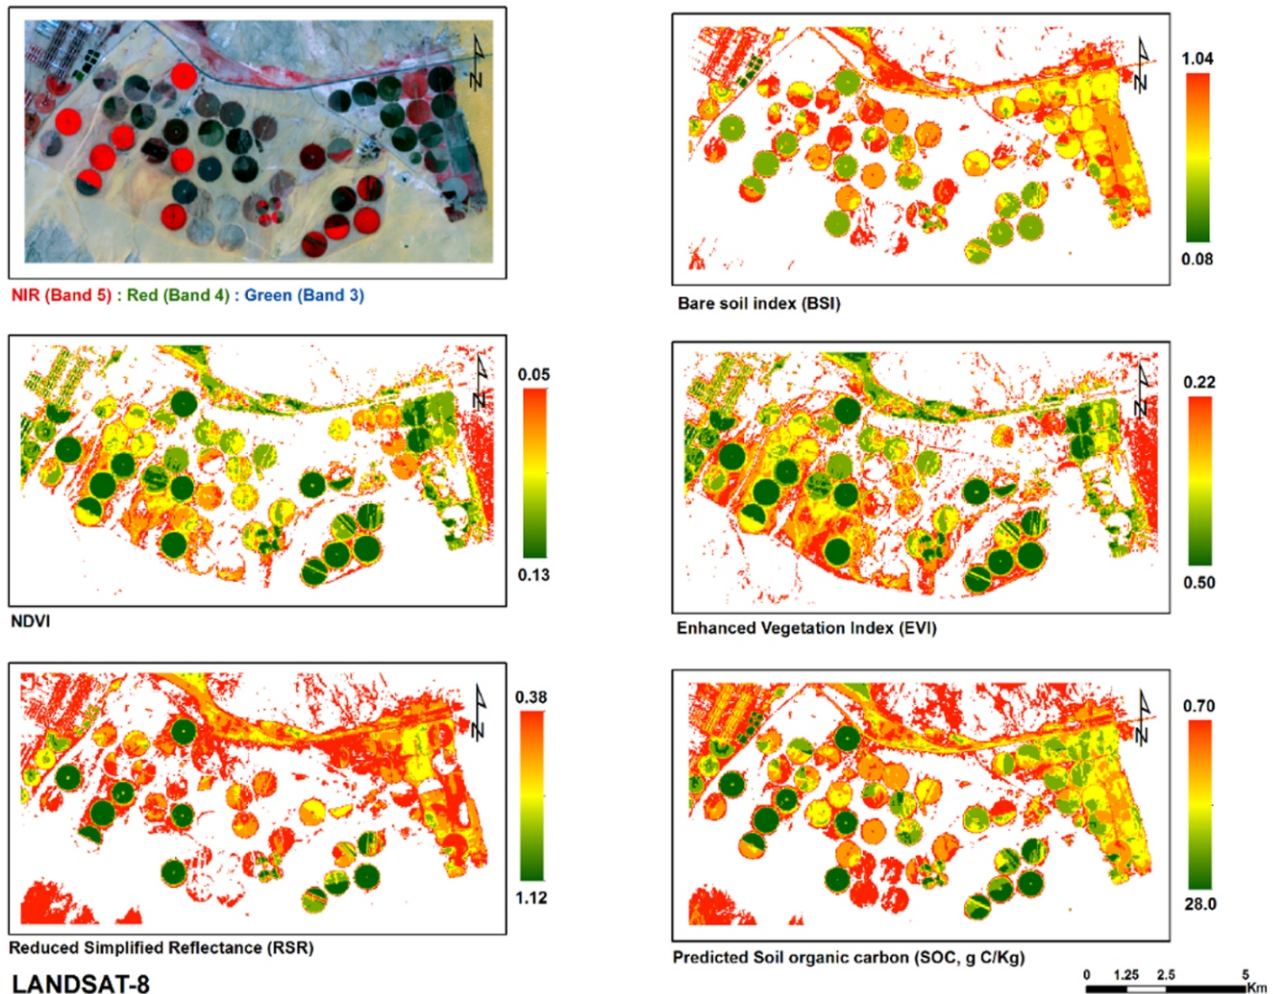 N
NIR (Band 5) : Red (Band 4) : Green (Band 3)
N
1.04
0.08
Bare soil index (BSI)
N
0.05
0.13
NDVI
N
0.22
0.50
Enhanced Vegetation Index (EVI)
N
0.38
1.12
Reduced Simplified Reflectance (RSR)
N
0.70
28.0
Predicted Soil organic carbon (SOC, g C/Kg)
LANDSAT-8
0 1.25 2.5 5
Km